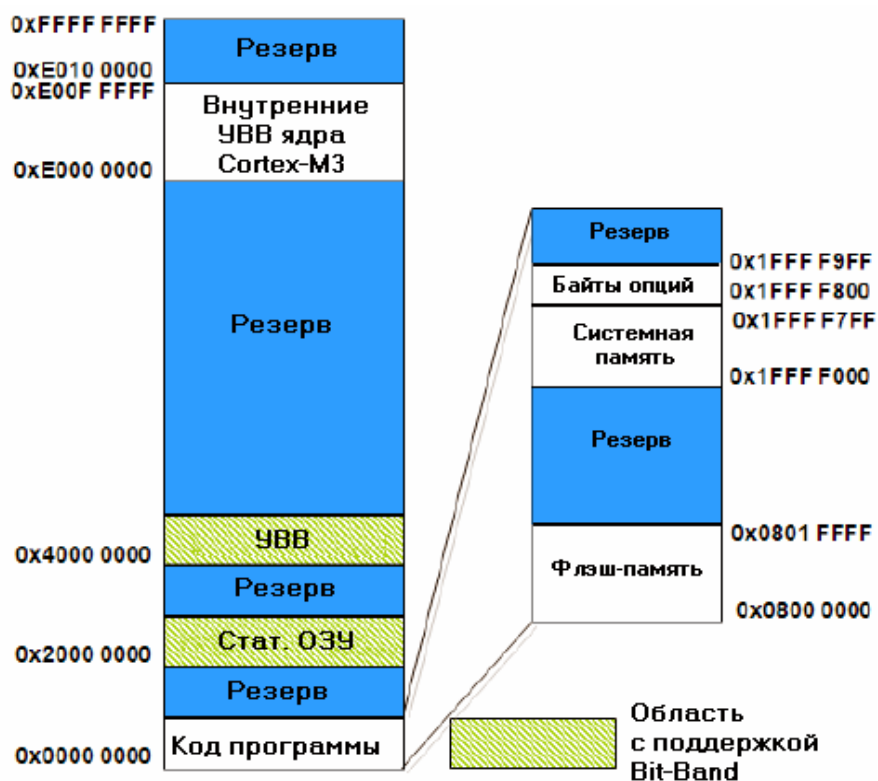 0xFFFF FFFF
Резерв
0xE010 0000
0xE00F FFFF
Внутренние
УВВ ядра
Cortex-M3
0xE000 0000
Резерв
УВВ
0x4000 0000
Резерв
Стат. ОЗУ
0x2000 0000
Резерв
Код программы
0x0000 0000
Резерв
0x1FFF F9FF
Байты опций
0x1FFF F800
0x1FFF F7FF
Системная
память
0x1FFF F000
Резерв
0x0801 FFFF
Флэш-память
0x0800 0000
Область
с поддержкой
Bit-Band